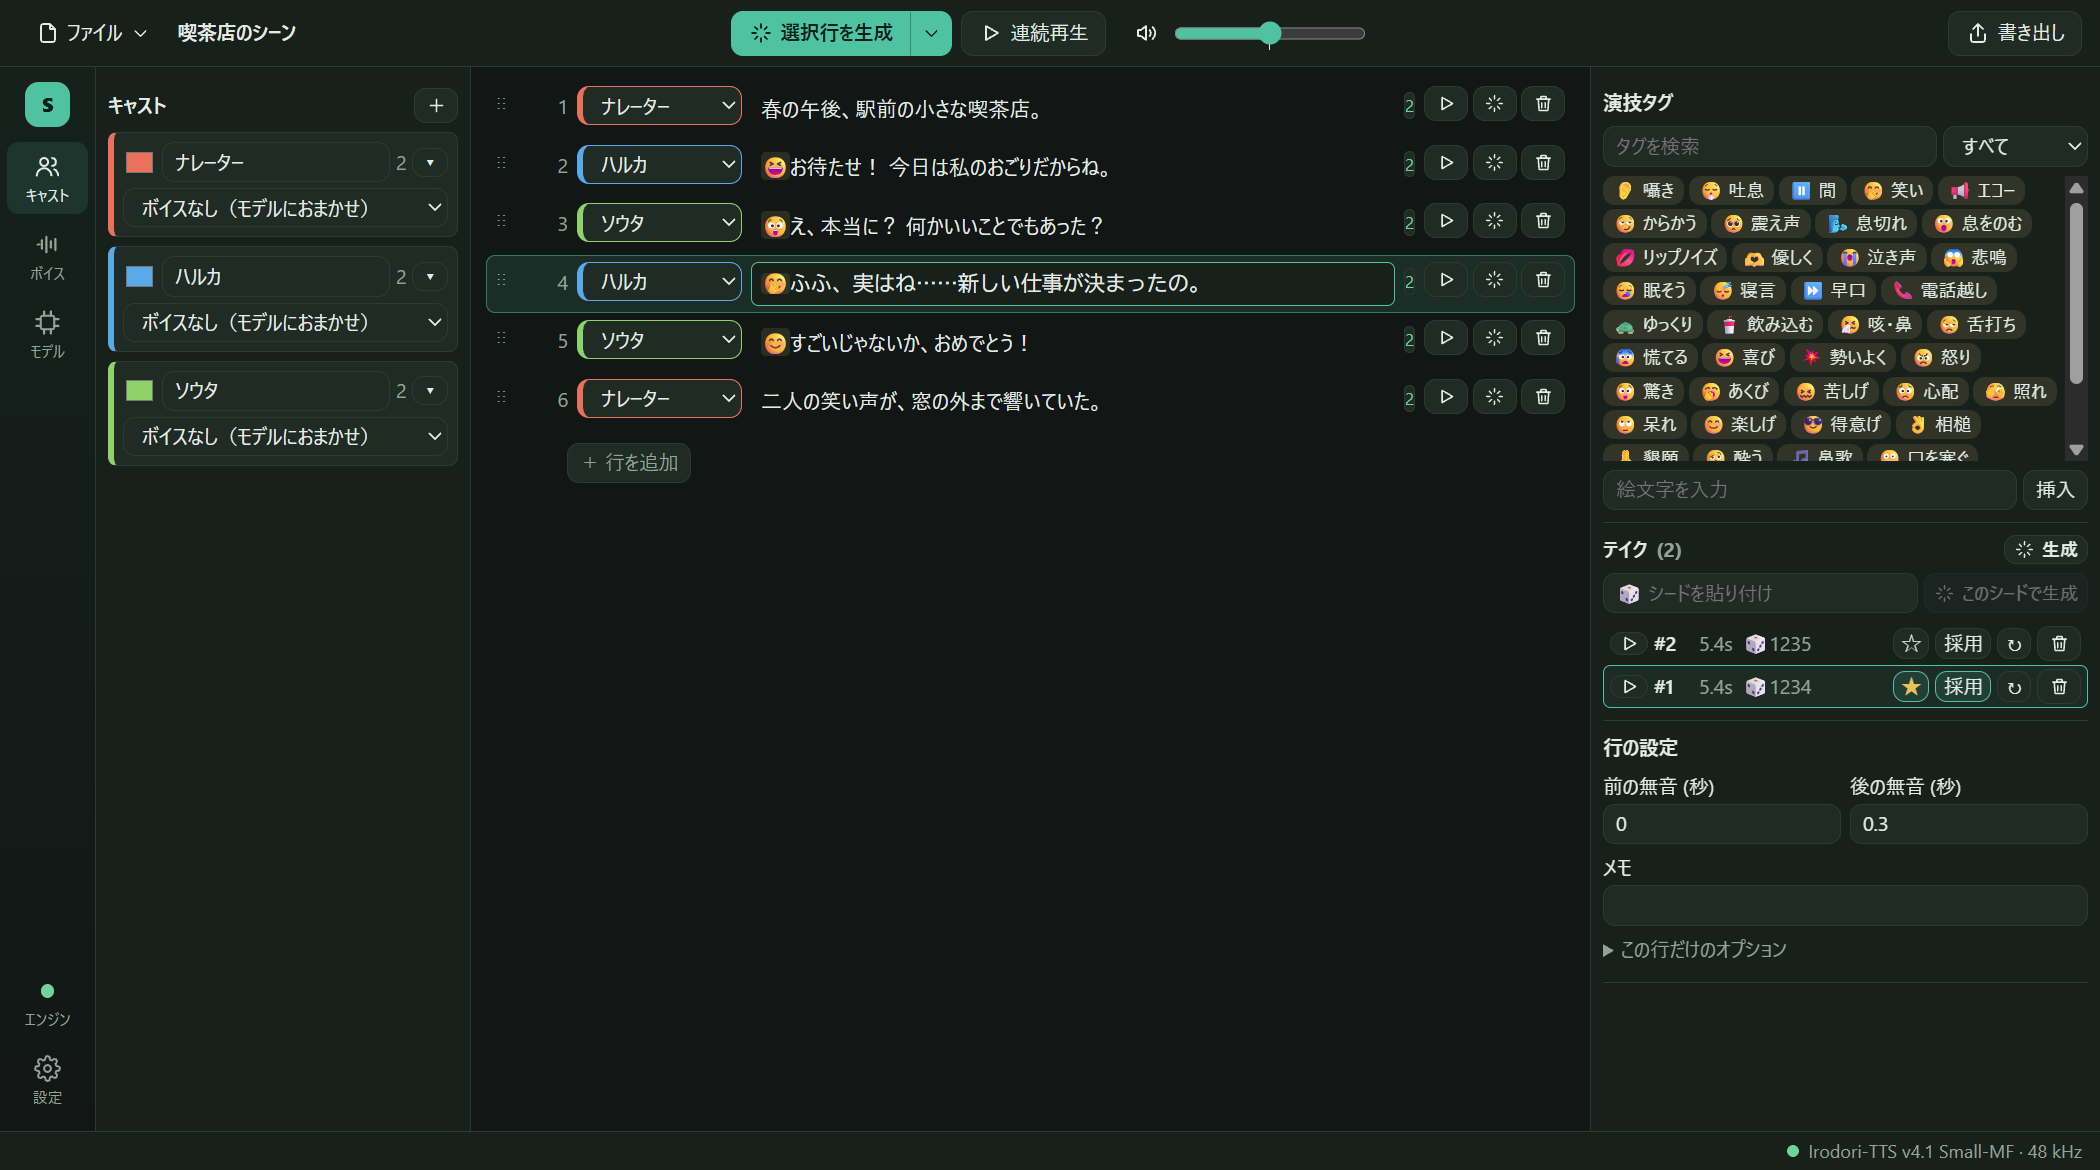 ファイル 喫茶店のシーン 選択行を生成 連続再生 書き出し
S
キャスト
ボイス
モデル
エンジン
設定
キャスト
ナレーター 2
ボイスなし（モデルにおまかせ）
ハルカ 2
ボイスなし（モデルにおまかせ）
ソウタ 2
ボイスなし（モデルにおまかせ）
1 ナレーター 春の午後、駅前の小さな喫茶店。 2
2 ハルカ 😆お待たせ！ 今日は私のおごりだからね。 2
3 ソウタ 😲え、本当に？ 何かいいことでもあった？ 2
4 ハルカ 🤭ふふ、実はね……新しい仕事が決まったの。 2
5 ソウタ 😊すごいじゃないか、おめでとう！ 2
6 ナレーター 二人の笑い声が、窓の外まで響いていた。 2
＋ 行を追加
演技タグ
タグを検索 すべて
囁き 吐息 間 笑い エコー
からかう 震え声 息切れ 息をのむ
リップノイズ 優しく 泣き声 悲鳴
眠そう 寝言 早口 電話越し
ゆっくり 飲み込む 咳・鼻 舌打ち
慌てる 喜び 勢いよく 怒り
驚き あくび 苦しげ 心配 照れ
呆れ 楽しげ 得意げ 相槌
懇願 酔う 鼻歌 口を塞ぐ
絵文字を入力 挿入
テイク (2) 生成
シードを貼り付け このシードで生成
#2 5.4s 1235 採用
#1 5.4s 1234 採用
行の設定
前の無音 (秒) 後の無音 (秒)
0 0.3
メモ
この行だけのオプション
Irodori-TTS v4.1 Small-MF · 48 kHz